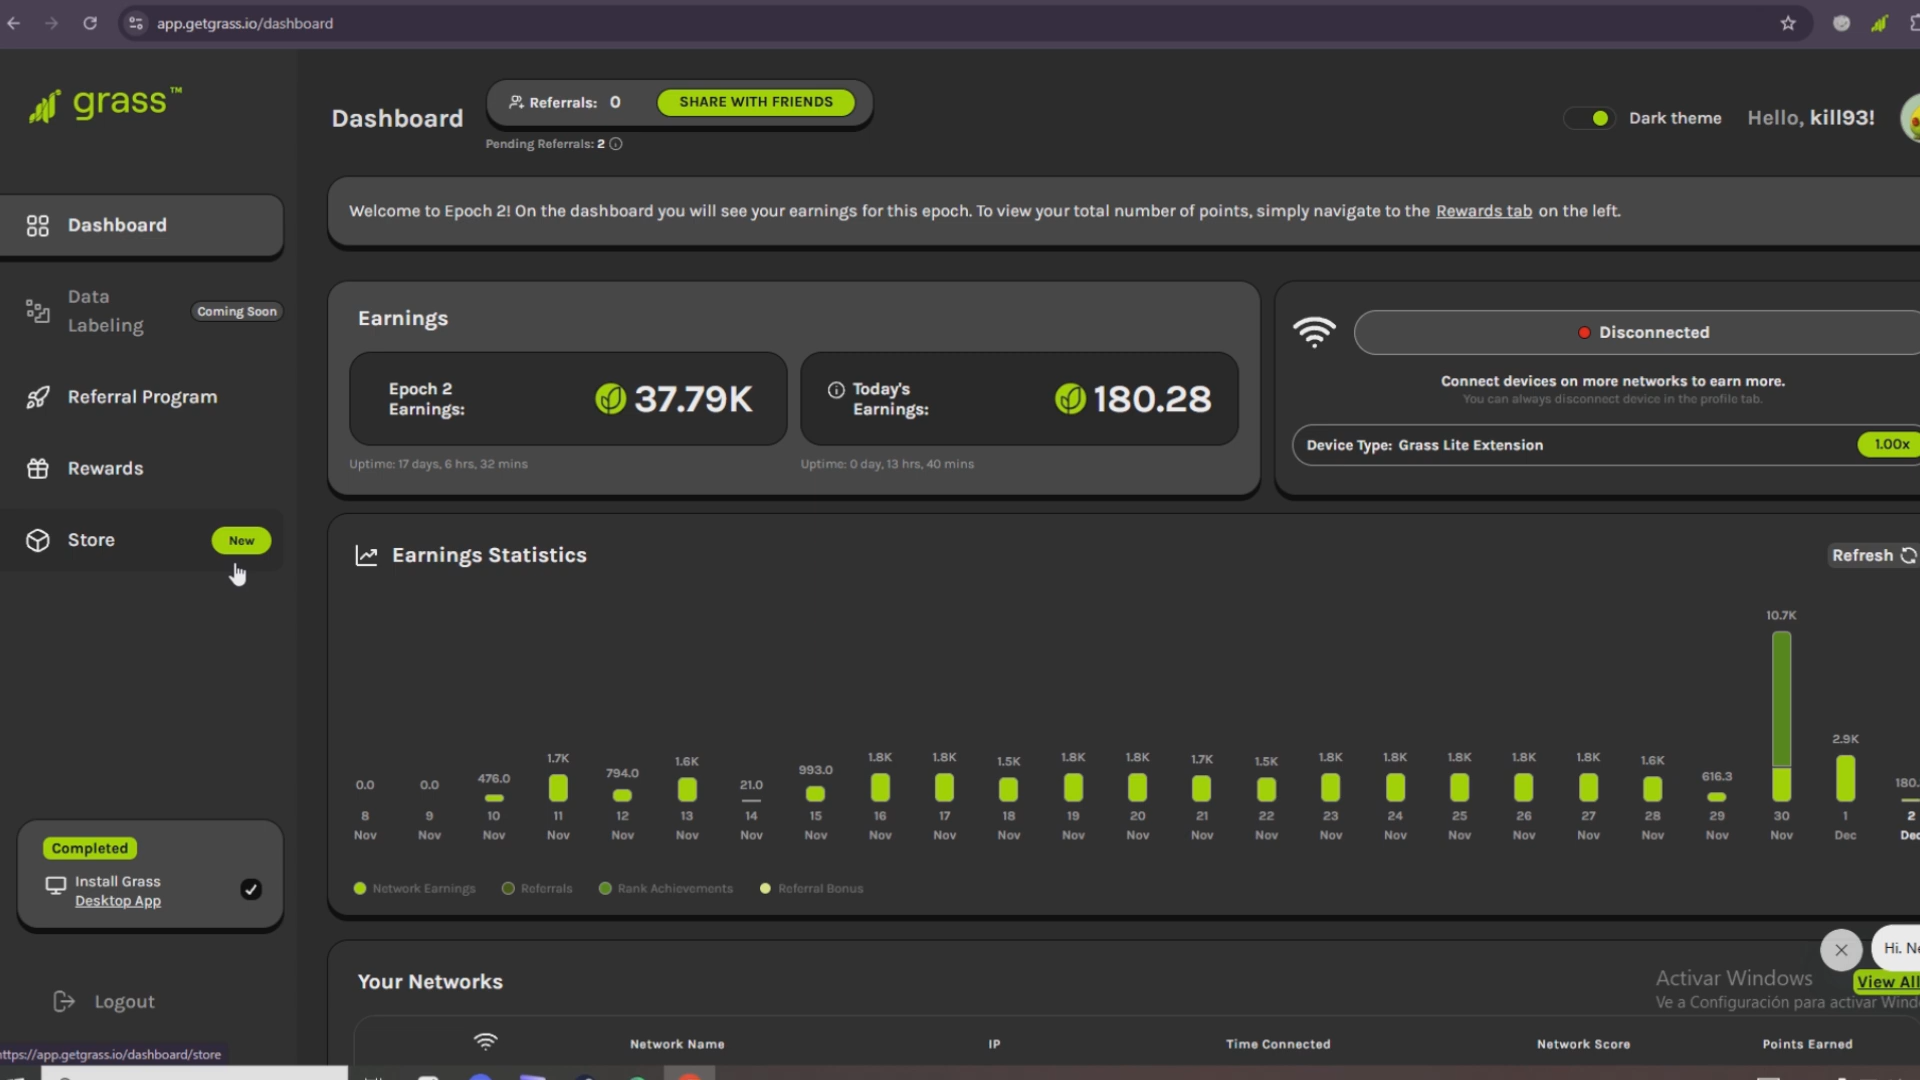 app.getgrass.io/dashboard
grass™
Dashboard
Referrals: 0
SHARE WITH FRIENDS
Pending Referrals: 2
Dark theme
Hello, kill93!
Welcome to Epoch 2! On the dashboard you will see your earnings for this epoch. To view your total number of points, simply navigate to the Rewards tab on the left.
Dashboard
Data
Labeling
Coming Soon
Referral Program
Rewards
Store
New
Completed
Install Grass
Desktop App
Logout
Earnings
Epoch 2
Earnings:
37.79K
Uptime: 17 days, 6 hrs, 32 mins
Today's
Earnings:
180.28
Uptime: 0 day, 13 hrs, 40 mins
Disconnected
Connect devices on more networks to earn more.
You can always disconnect device in the profile tab.
Device Type: Grass Lite Extension
1.00x
Earnings Statistics
Refresh
0.0 0.0 476.0 1.7K 794.0 1.6K 21.0 993.0 1.8K 1.8K 1.5K 1.8K 1.8K 1.7K 1.5K 1.8K 1.8K 1.8K 1.8K 1.8K 1.6K 616.3 10.7K 2.9K 180.
8 9 10 11 12 13 14 15 16 17 18 19 20 21 22 23 24 25 26 27 28 29 30 1 2
Nov Nov Nov Nov Nov Nov Nov Nov Nov Nov Nov Nov Nov Nov Nov Nov Nov Nov Nov Nov Nov Nov Nov Dec Dec
Network Earnings
Referrals
Rank Achievements
Referral Bonus
Your Networks
Hi.
View All
Activar Windows
Ve a Configuración para activar Wind
Network Name
IP
Time Connected
Network Score
Points Earned
ttps://app.getgrass.io/dashboard/store